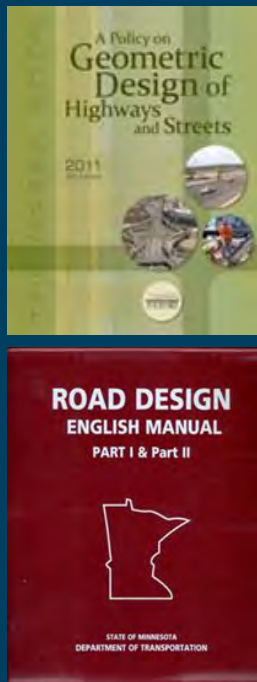 A Policy on
Geometric
Design of
Highways
and Streets
2011
ROAD DESIGN
ENGLISH MANUAL
PART I & Part II
STATE OF MINNESOTA
DEPARTMENT OF TRANSPORTATION